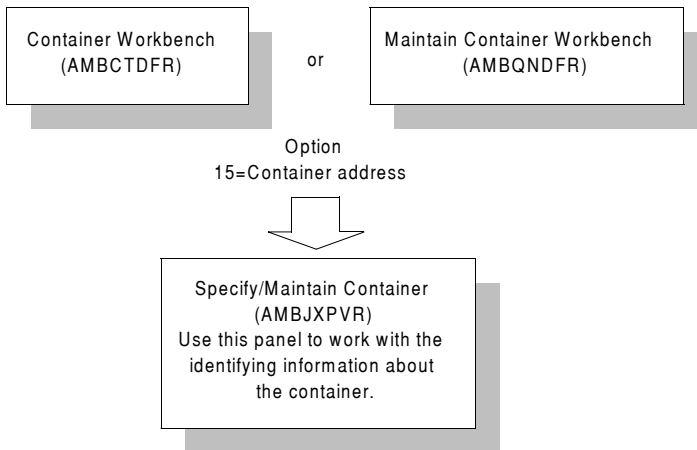 Container Workbench
(AMBCTDFR)
or
Maintain Container Workbench
(AMBQNDFR)
Option
15=Container address
Specify/Maintain Container
(AMBJXPVR)
Use this panel to work with the
identifying information about
the container.